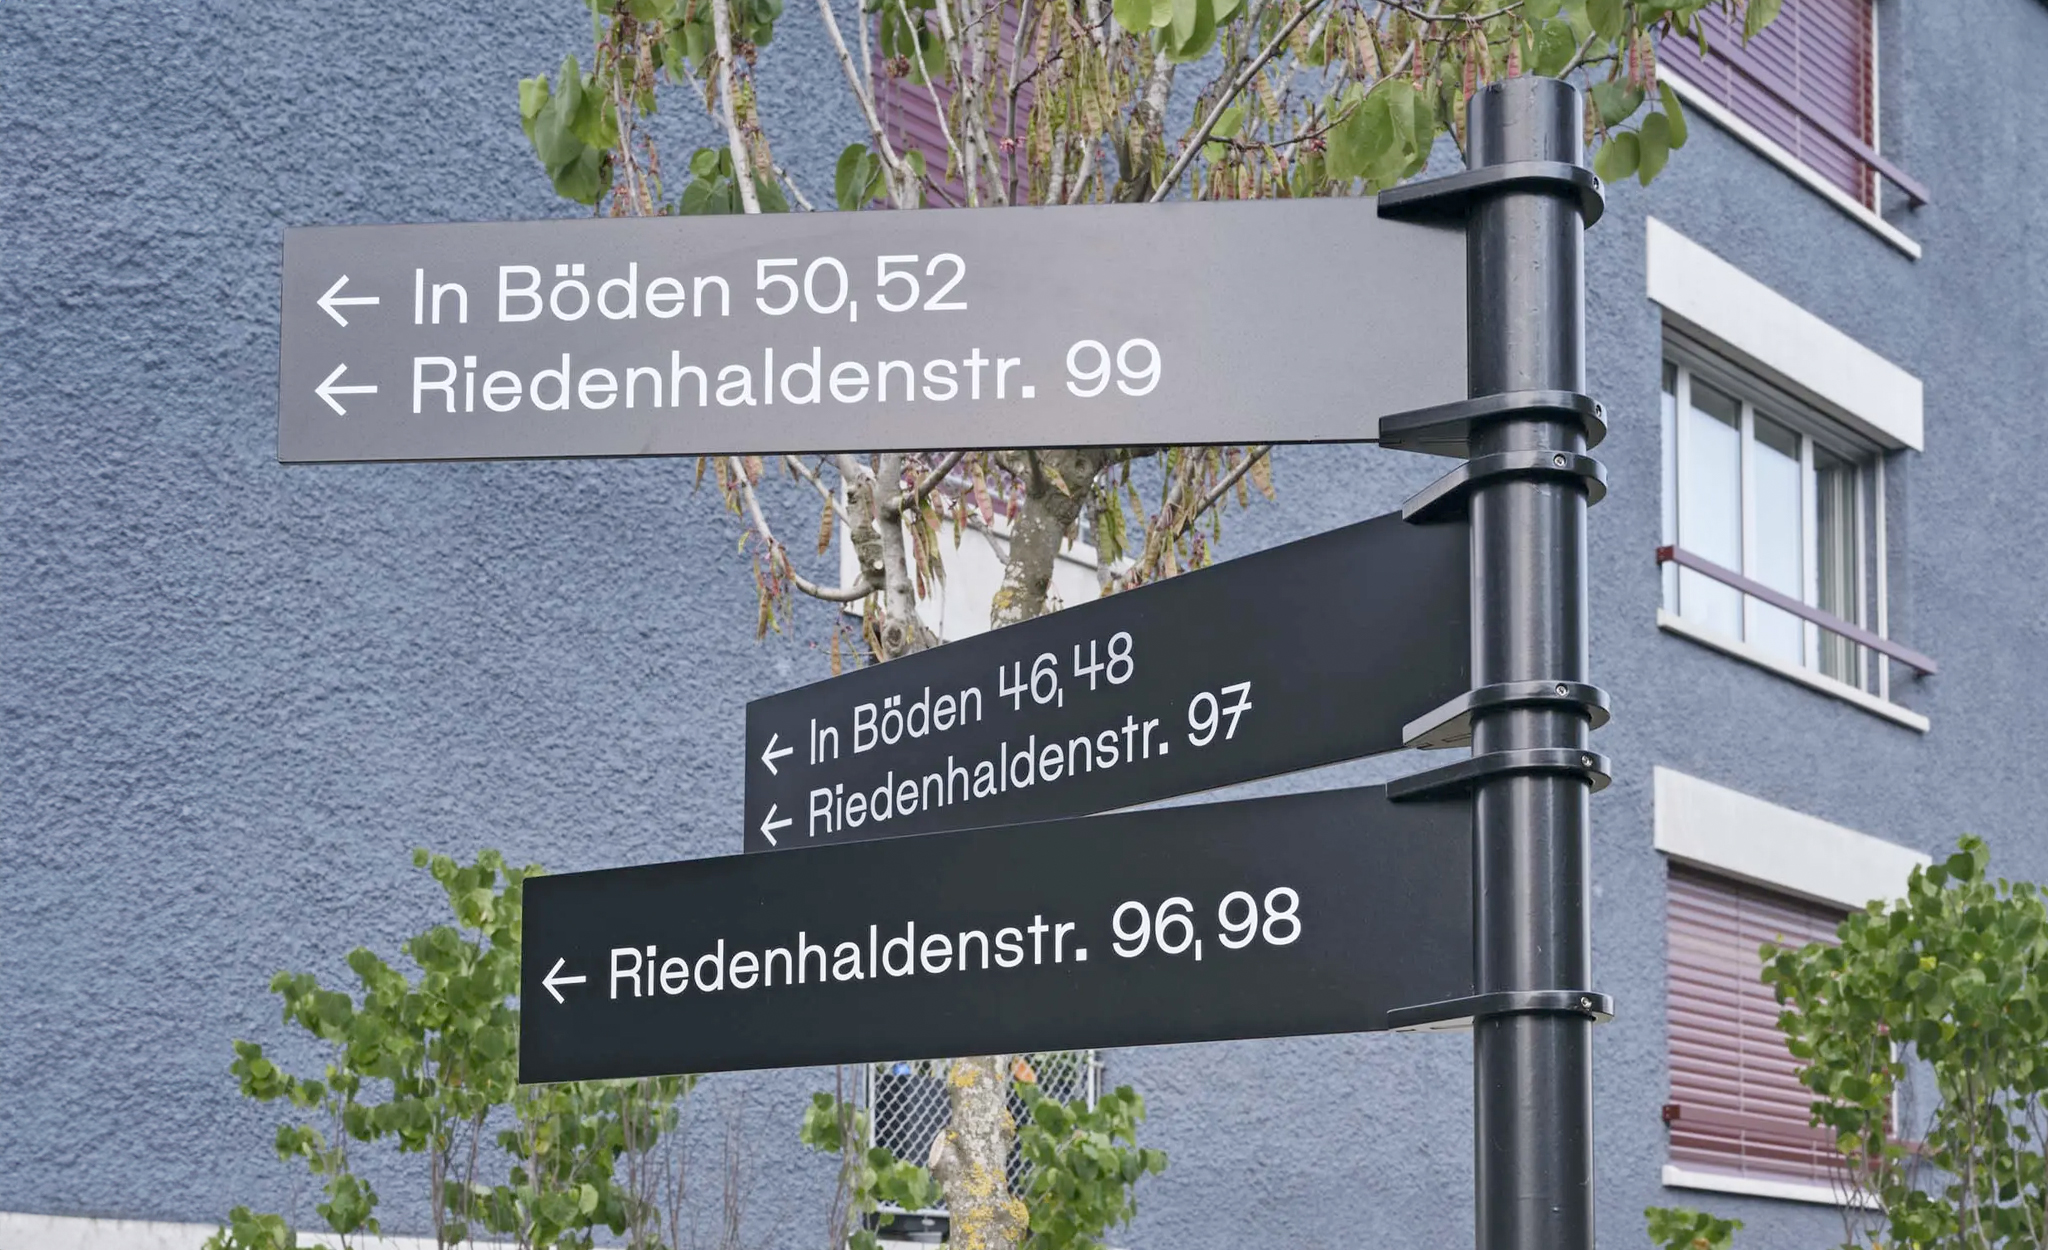 ← In Böden 50, 52
← Riedenhaldenstr. 99
← In Böden 46, 48
← Riedenhaldenstr. 97
← Riedenhaldenstr. 96, 98